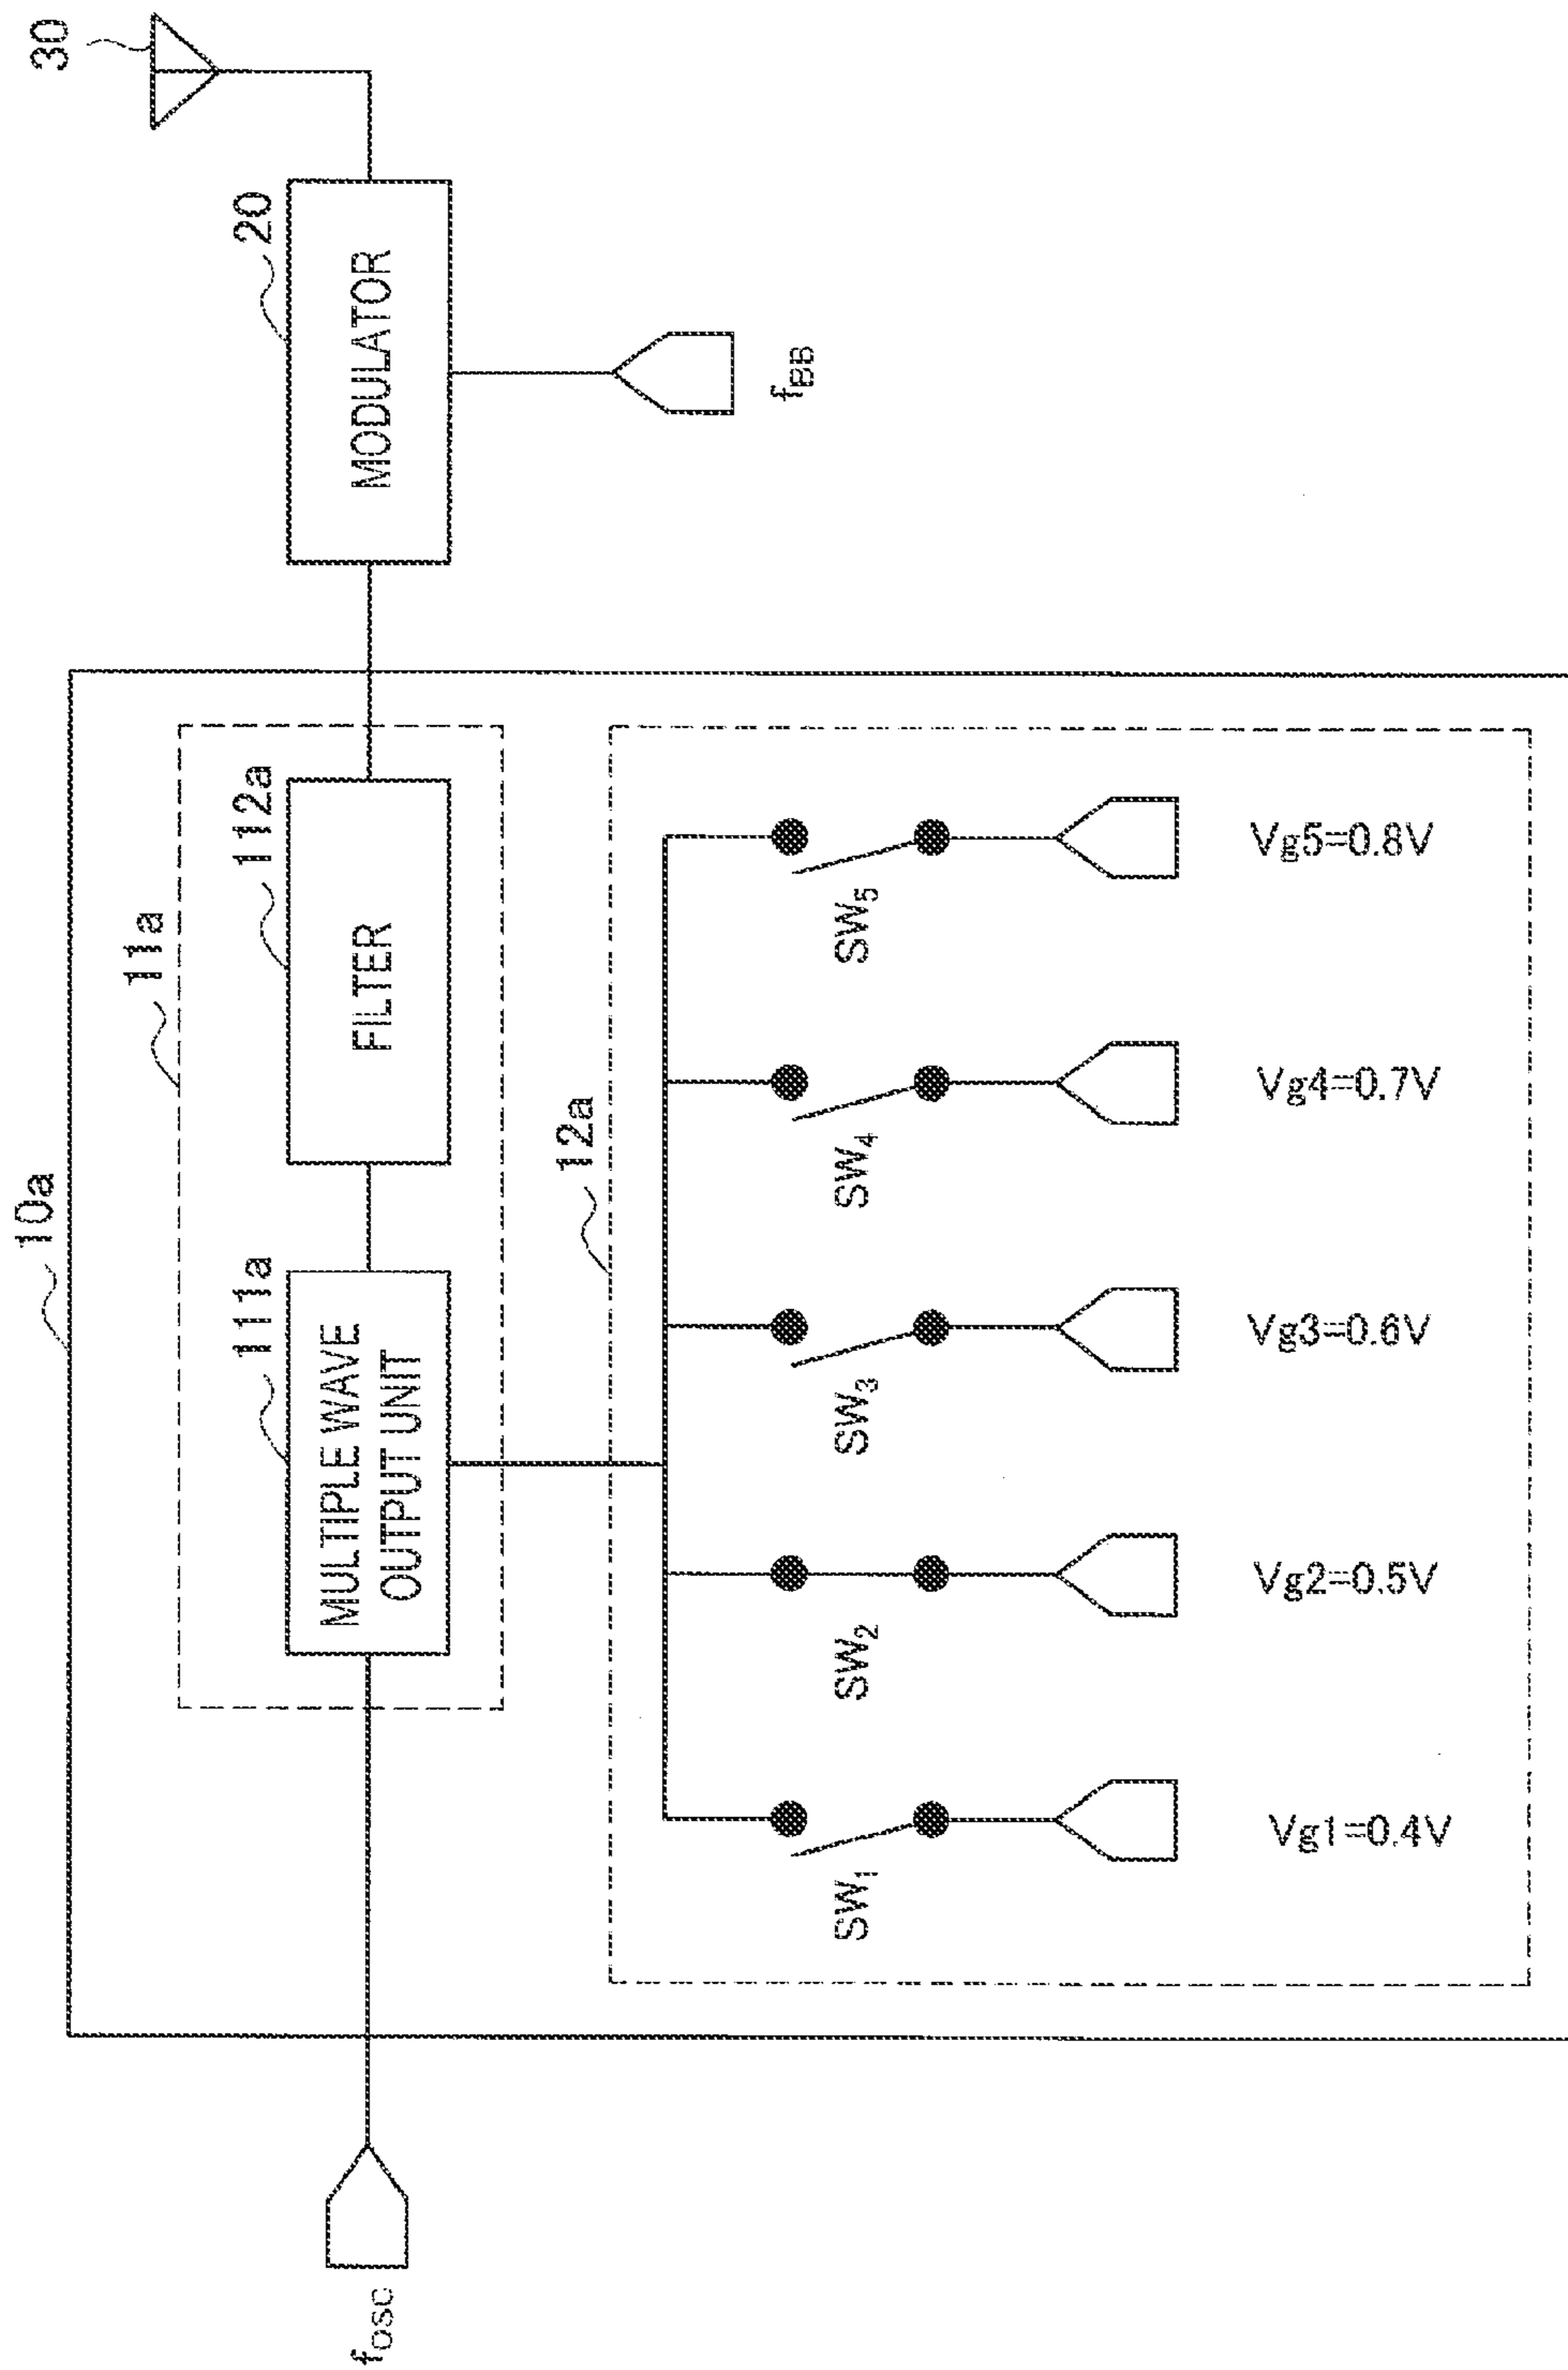 10a
11a
111a
112a
20
30
MULTIPLE WAVE
OUTPUT UNIT
FILTER
MODULATOR
fOSC
fBB
12a
SW1
SW2
SW3
SW4
SW5
Vg1=0.4V
Vg2=0.5V
Vg3=0.6V
Vg4=0.7V
Vg5=0.8V